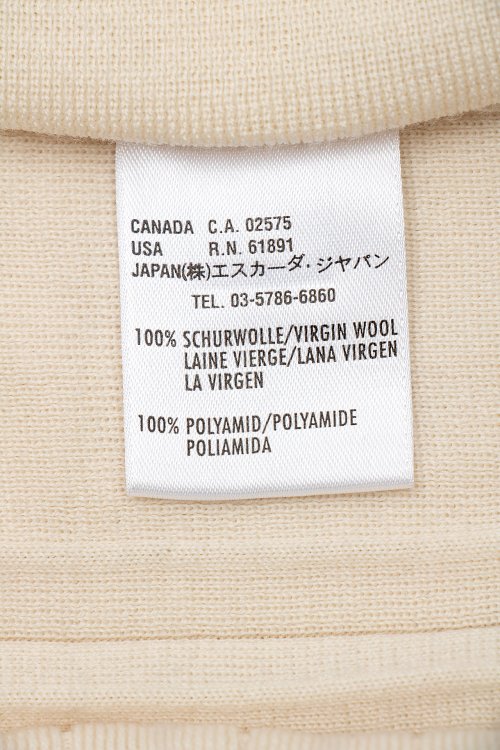 CANADA C.A. 02575
USA R.N. 61891
JAPAN(株)エスカーダ・ジヤパン
TEL. 03-5786-6860
100% SCHURWOLLE/VIRGIN WOOL
LAINE VIERGE/LANA VIRGEN
LA VIRGEN
100% POLYAMID/POLYAMIDE
POLIAMIDA